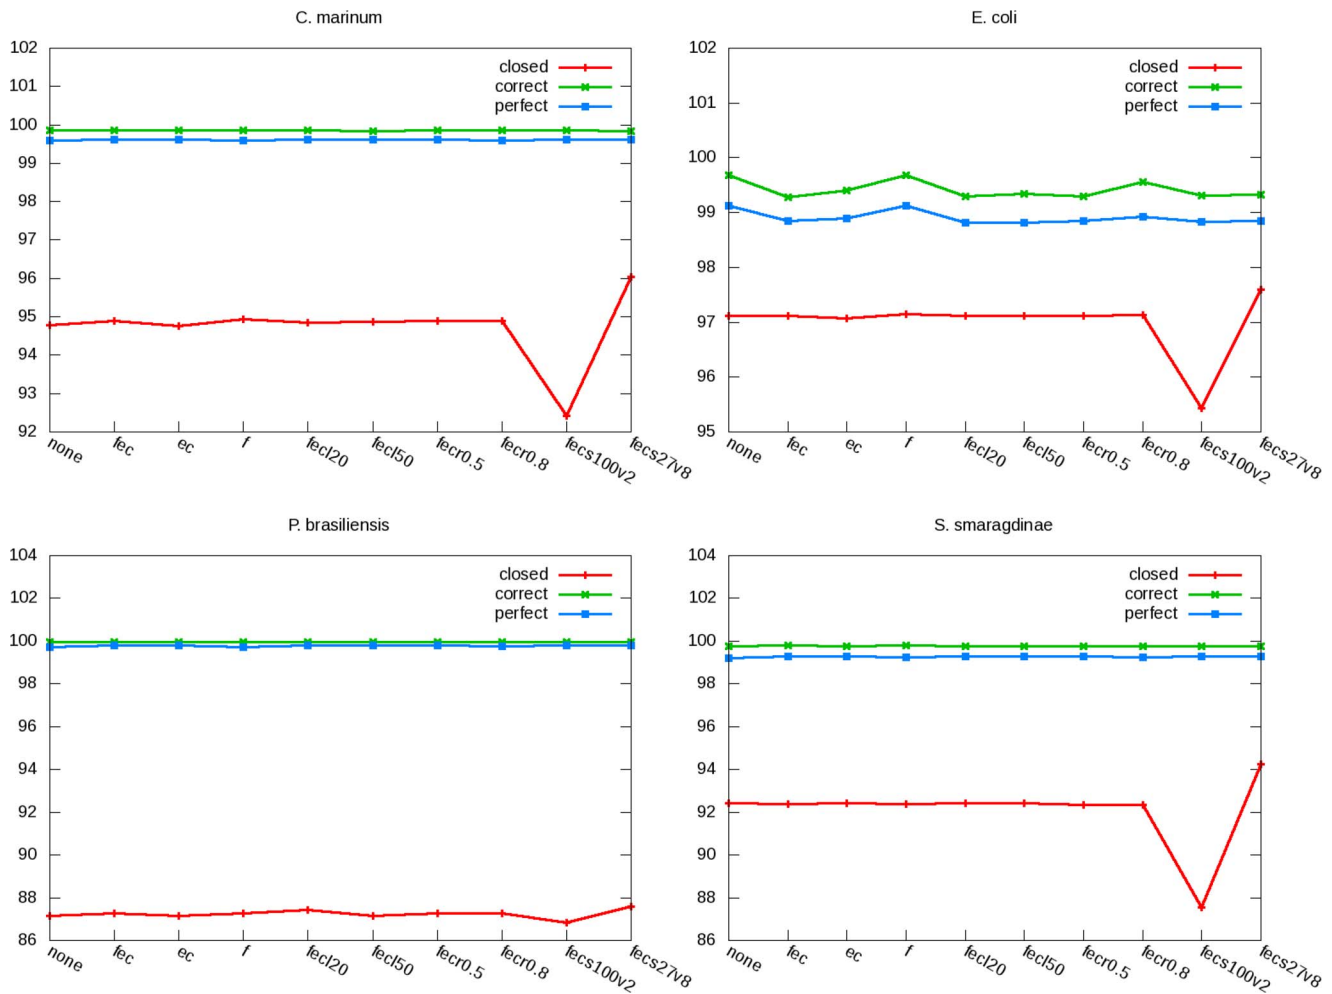 C. marinum
102
101
100
99
98
97
96
95
94
93
92
closed
correct
perfect
none
fec
ec
f
fecl20
fecl50
fecr0.5
fecr0.8
fecs100v2
fecs27v8
E. coli
102
101
100
99
98
97
96
95
closed
correct
perfect
none
fec
ec
f
fecl20
fecl50
fecr0.5
fecr0.8
fecs100v2
fecs27v8
P. brasiliensis
104
102
100
98
96
94
92
90
88
86
closed
correct
perfect
none
fec
ec
f
fecl20
fecl50
fecr0.5
fecr0.8
fecs100v2
fecs27v8
S. smaragdinae
104
102
100
98
96
94
92
90
88
86
closed
correct
perfect
none
fec
ec
f
fecl20
fecl50
fecr0.5
fecr0.8
fecs100v2
fecs27v8